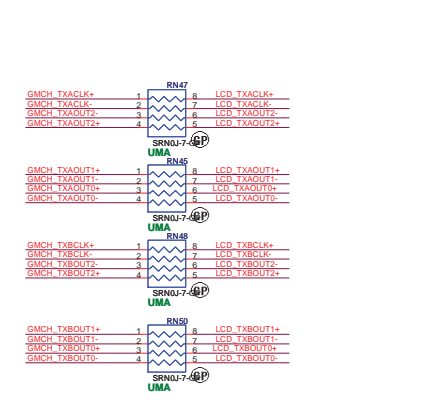 RN47
GMCH_TXACLK+ 1 8 LCD_TXACLK+
GMCH_TXACLK- 2 7 LCD_TXACLK-
GMCH_TXAOUT2- 3 6 LCD_TXAOUT2-
GMCH_TXAOUT2+ 4 5 LCD_TXAOUT2+
SRN0J-7-GP GP
UMA
RN45
GMCH_TXAOUT1+ 1 8 LCD_TXAOUT1+
GMCH_TXAOUT1- 2 7 LCD_TXAOUT1-
GMCH_TXAOUT0+ 3 6 LCD_TXAOUT0+
GMCH_TXAOUT0- 4 5 LCD_TXAOUT0-
SRN0J-7-GP GP
UMA
RN48
GMCH_TXBCLK+ 1 8 LCD_TXBCLK+
GMCH_TXBCLK- 2 7 LCD_TXBCLK-
GMCH_TXBOUT2- 3 6 LCD_TXBOUT2-
GMCH_TXBOUT2+ 4 5 LCD_TXBOUT2+
SRN0J-7-GP GP
UMA
RN50
GMCH_TXBOUT1+ 1 8 LCD_TXBOUT1+
GMCH_TXBOUT1- 2 7 LCD_TXBOUT1-
GMCH_TXBOUT0+ 3 6 LCD_TXBOUT0+
GMCH_TXBOUT0- 4 5 LCD_TXBOUT0-
SRN0J-7-GP GP
UMA